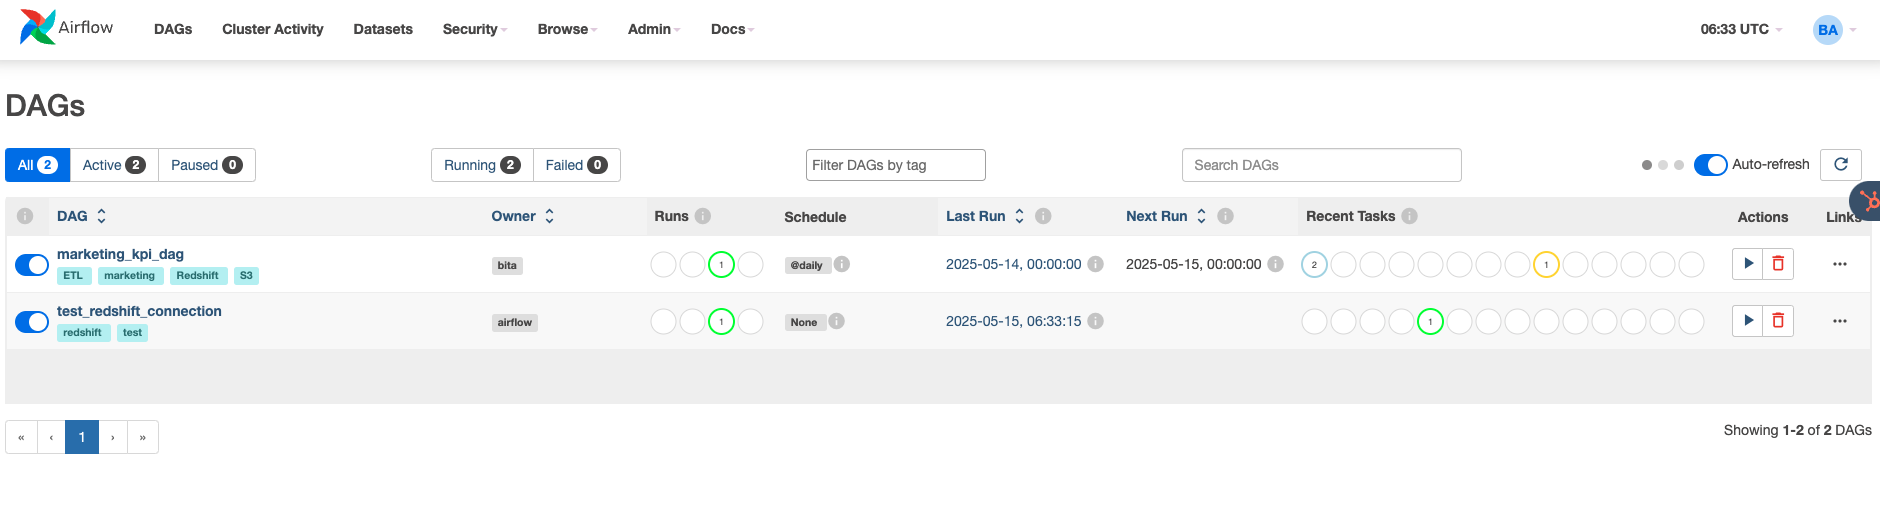 Airflow DAGs Cluster Activity Datasets Security Browse Admin Docs 06:33 UTC BA
DAGs
All 2 Active 2 Paused 0 Running 2 Failed 0 Filter DAGs by tag Search DAGs Auto-refresh
i DAG Owner Runs i Schedule Last Run i Next Run i Recent Tasks i Actions Links
marketing_kpi_dag
ETL marketing Redshift S3 bita 1 @daily i 2025-05-14, 00:00:00 i 2025-05-15, 00:00:00 i 2 1 ...
test_redshift_connection
redshift test airflow 1 None i 2025-05-15, 06:33:15 i 1 ...
« ‹ 1 › » Showing 1-2 of 2 DAGs